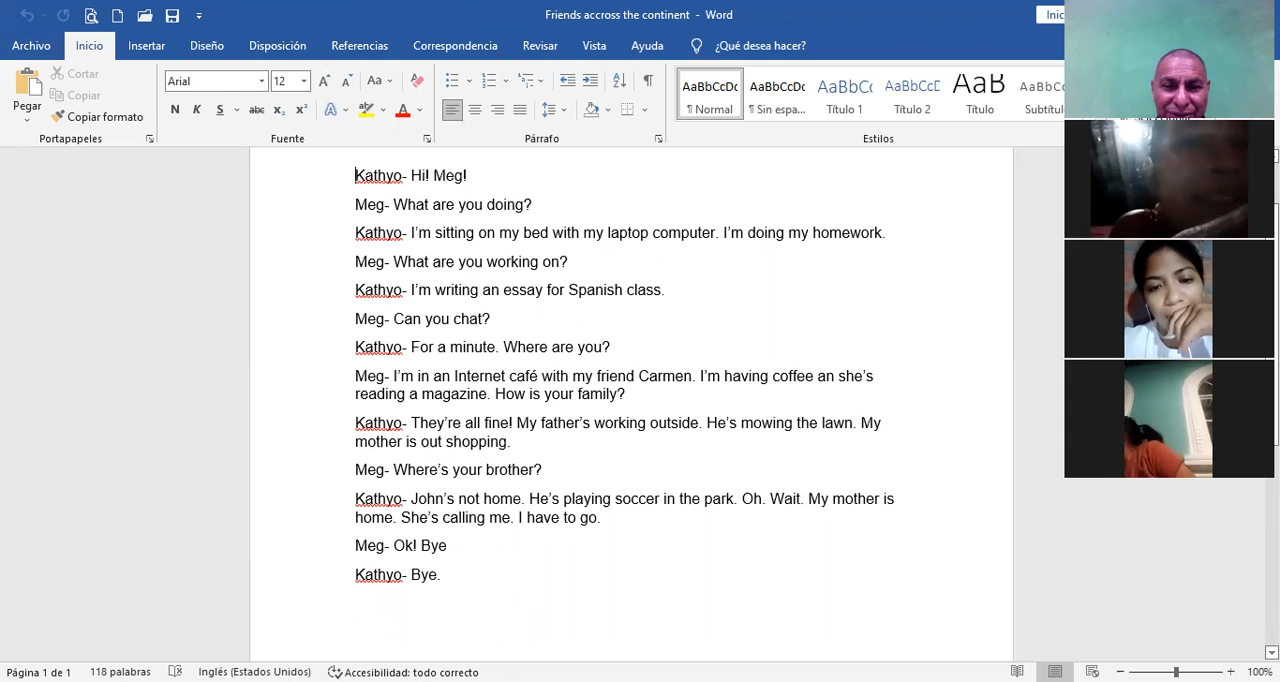 Friends accross the continent - Word
Inic
Archivo Inicio Insertar Diseño Disposición Referencias Correspondencia Revisar Vista Ayuda ¿Qué desea hacer?
Pegar
Cortar
Copiar
Copiar formato
Portapapeles
Arial 12
Aa
N K S abc x₂ x²
A A
Fuente
Párrafo
AaBbCcDc AaBbCcDc AaBbCc AaBbCcD AaB AaBbC
¶ Normal ¶ Sin espa... Título 1 Título 2 Título Subtítul
Estilos
Kathyo- Hi! Meg!
Meg- What are you doing?
Kathyo- I'm sitting on my bed with my laptop computer. I'm doing my homework.
Meg- What are you working on?
Kathyo- I'm writing an essay for Spanish class.
Meg- Can you chat?
Kathyo- For a minute. Where are you?
Meg- I'm in an Internet café with my friend Carmen. I'm having coffee an she's
reading a magazine. How is your family?
Kathyo- They're all fine! My father's working outside. He's mowing the lawn. My
mother is out shopping.
Meg- Where's your brother?
Kathyo- John's not home. He's playing soccer in the park. Oh. Wait. My mother is
home. She's calling me. I have to go.
Meg- Ok! Bye
Kathyo- Bye.
Página 1 de 1 118 palabras Inglés (Estados Unidos) Accesibilidad: todo correcto 100%